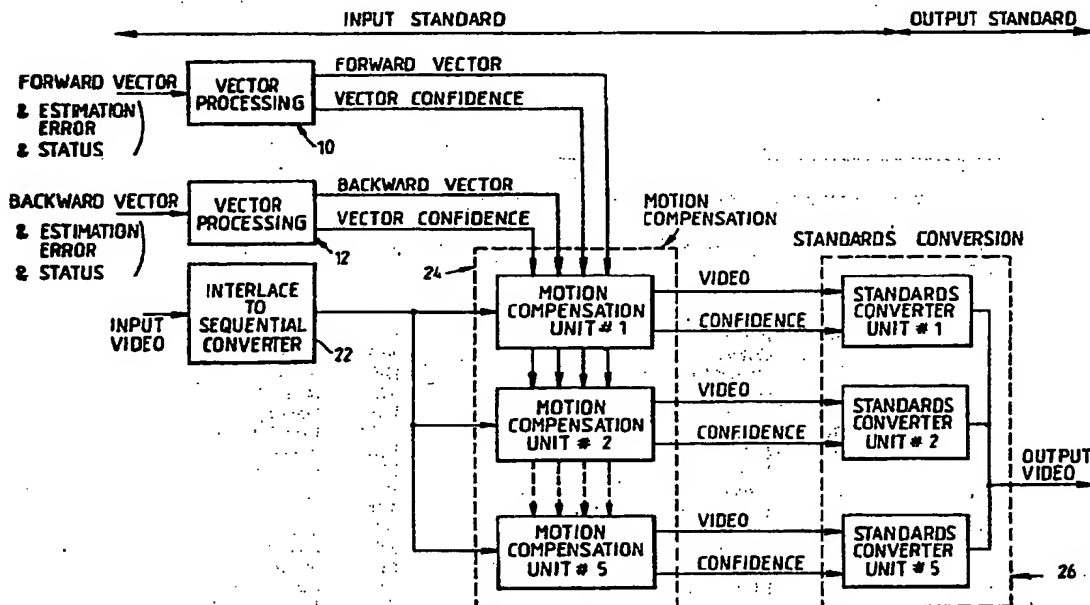 INPUT STANDARD
OUTPUT STANDARD
FORWARD VECTOR
& ESTIMATION
ERROR
& STATUS
VECTOR
PROCESSING
10
FORWARD VECTOR
VECTOR CONFIDENCE
BACKWARD VECTOR
& ESTIMATION
ERROR
& STATUS
VECTOR
PROCESSING
12
BACKWARD VECTOR
VECTOR CONFIDENCE
MOTION
COMPENSATION
STANDARDS CONVERSION
INPUT
VIDEO
INTERLACE
TO
SEQUENTIAL
CONVERTER
22
24
MOTION
COMPENSATION
UNIT # 1
VIDEO
CONFIDENCE
STANDARDS
CONVERTER
UNIT # 1
MOTION
COMPENSATION
UNIT # 2
VIDEO
CONFIDENCE
STANDARDS
CONVERTER
UNIT # 2
OUTPUT
VIDEO
MOTION
COMPENSATION
UNIT # 5
VIDEO
CONFIDENCE
STANDARDS
CONVERTER
UNIT # 5
26